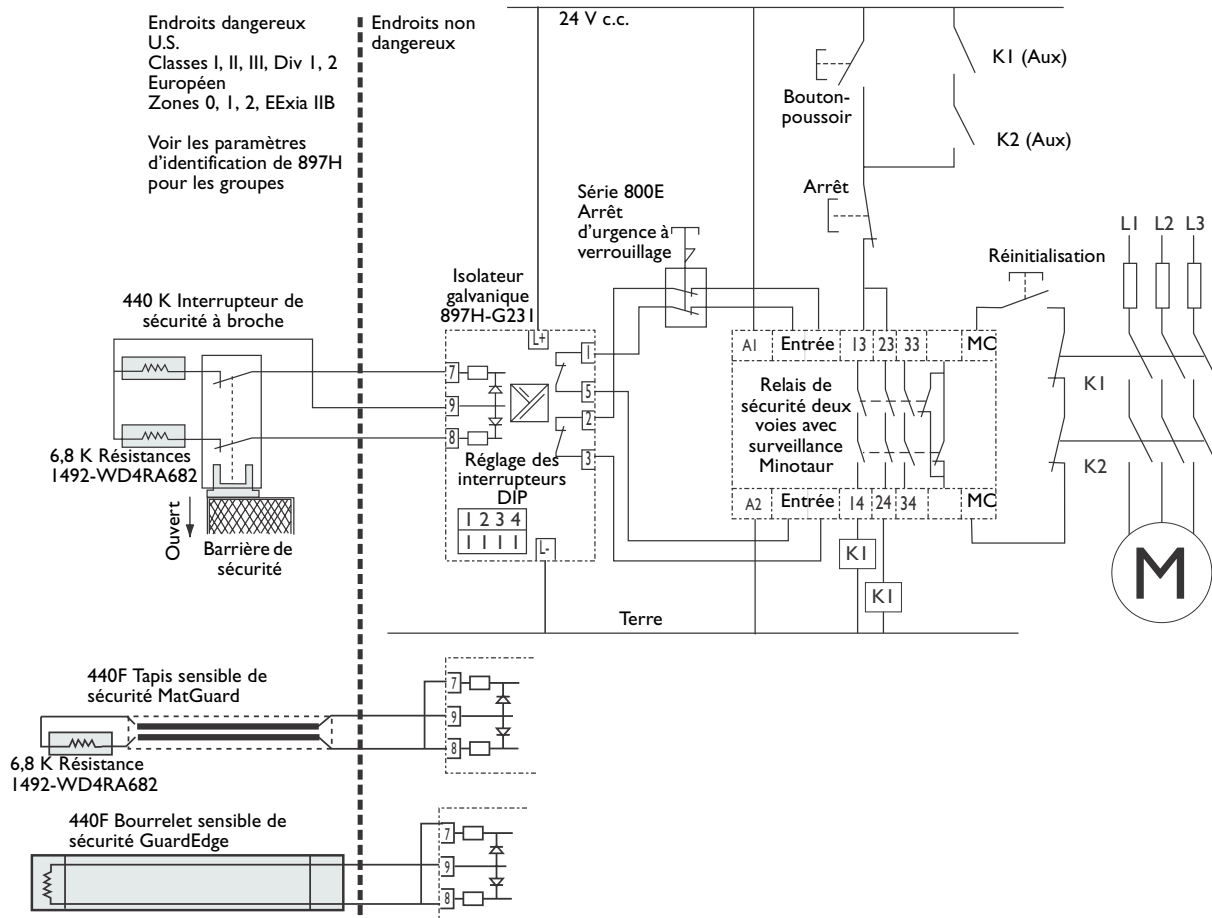 Endroits dangereux
U.S.
Classes I, II, III, Div 1, 2
Européen
Zones 0, 1, 2, EExia IIB
Voir les paramètres
d'identification de 897H
pour les groupes
Endroits non
dangereux
24 V c.c.
Bouton-
poussoir
K1 (Aux)
K2 (Aux)
Arrêt
Série 800E
Arrêt
d'urgence à
verrouillage
Réinitialisation
L1 L2 L3
440 K Interrupteur de
sécurité à broche
Isolateur
galvanique
897H-G231
L+
7
9
8
1
5
2
3
A1 Entrée 13 23 33 MC
Relais de
sécurité deux
voies avec
surveillance
Minotaur
A2 Entrée 14 24 34 MC
K1
K2
6,8 K Résistances
1492-WD4RA682
Réglage des
interrupteurs
DIP
1 2 3 4
1 1 1 1
L-
Ouvert
Barrière de
sécurité
K1
K1
M
Terre
440F Tapis sensible de
sécurité MatGuard
7
9
8
6,8 K Résistance
1492-WD4RA682
440F Bourrelet sensible de
sécurité GuardEdge
7
9
8